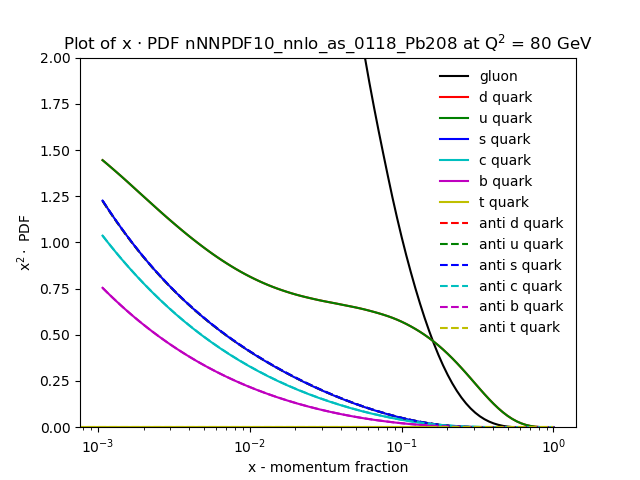 Plot of x · PDF nNNPDF10_nnlo_as_0118_Pb208 at Q² = 80 GeV
x² · PDF
2.00
1.75
1.50
1.25
1.00
0.75
0.50
0.25
0.00
gluon
d quark
u quark
s quark
c quark
b quark
t quark
anti d quark
anti u quark
anti s quark
anti c quark
anti b quark
anti t quark
10⁻³ 10⁻² 10⁻¹ 10⁰
x - momentum fraction